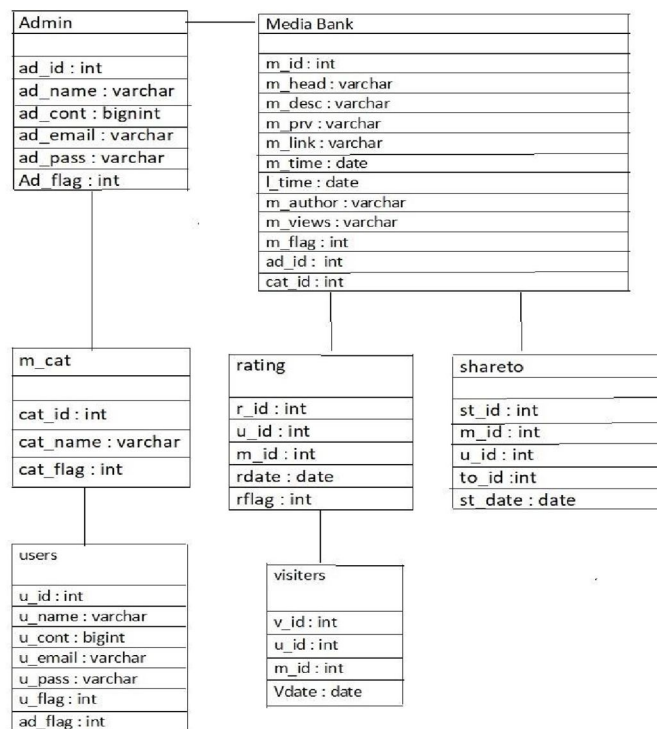 Admin
ad_id : int
ad_name : varchar
ad_cont : bignint
ad_email : varchar
ad_pass : varchar
Ad_flag : int
Media Bank
m_id : int
m_head : varchar
m_desc : varchar
m_prv : varchar
m_link : varchar
m_time : date
l_time : date
m_author : varchar
m_views : varchar
m_flag : int
ad_id : int
cat_id : int
m_cat
cat_id : int
cat_name : varchar
cat_flag : int
rating
r_id : int
u_id : int
m_id : int
rdate : date
rflag : int
shareto
st_id : int
m_id : int
u_id : int
to_id :int
st_date : date
users
u_id : int
u_name : varchar
u_cont : bigint
u_email : varchar
u_pass : varchar
u_flag : int
ad_flag : int
visiters
v_id : int
u_id : int
m_id : int
Vdate : date